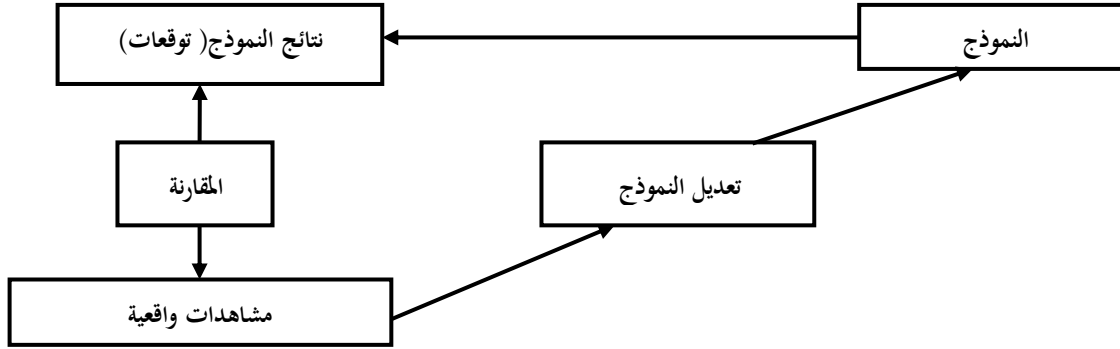 النموذج
نتائج النموذج( توقعات)
المقارنة
تعديل النموذج
مشاهدات واقعية